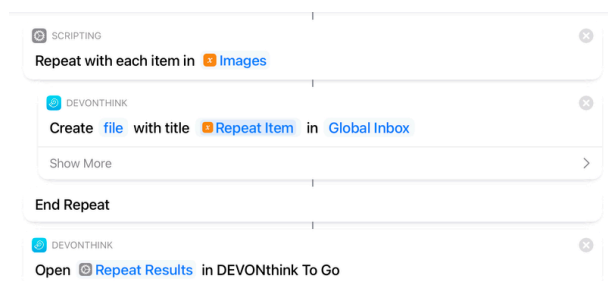 SCRIPTING
Repeat with each item in Images
DEVONTHINK
Create file with title Repeat Item in Global Inbox
Show More
End Repeat
DEVONTHINK
Open Repeat Results in DEVONthink To Go